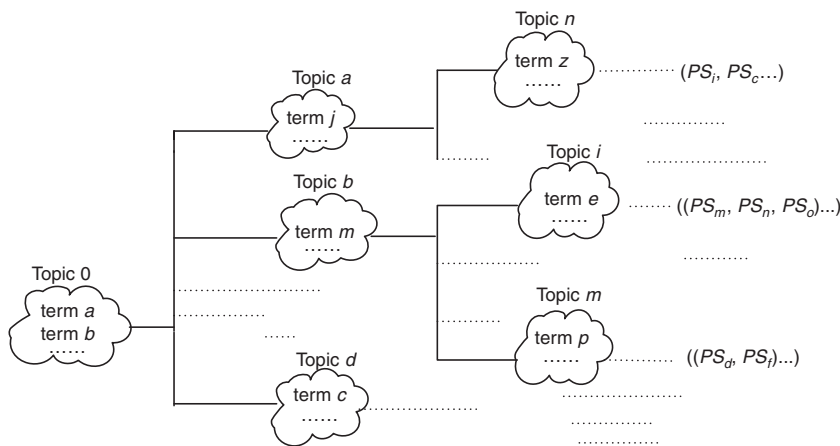 Topic n
term z
......
(PS_i, PS_c...)
Topic a
term j
......
Topic i
term e
......
((PS_m, PS_n, PS_o)...)
Topic b
term m
......
Topic 0
term a
term b
......
Topic m
term p
......
((PS_d, PS_f)...)
Topic d
term c
......